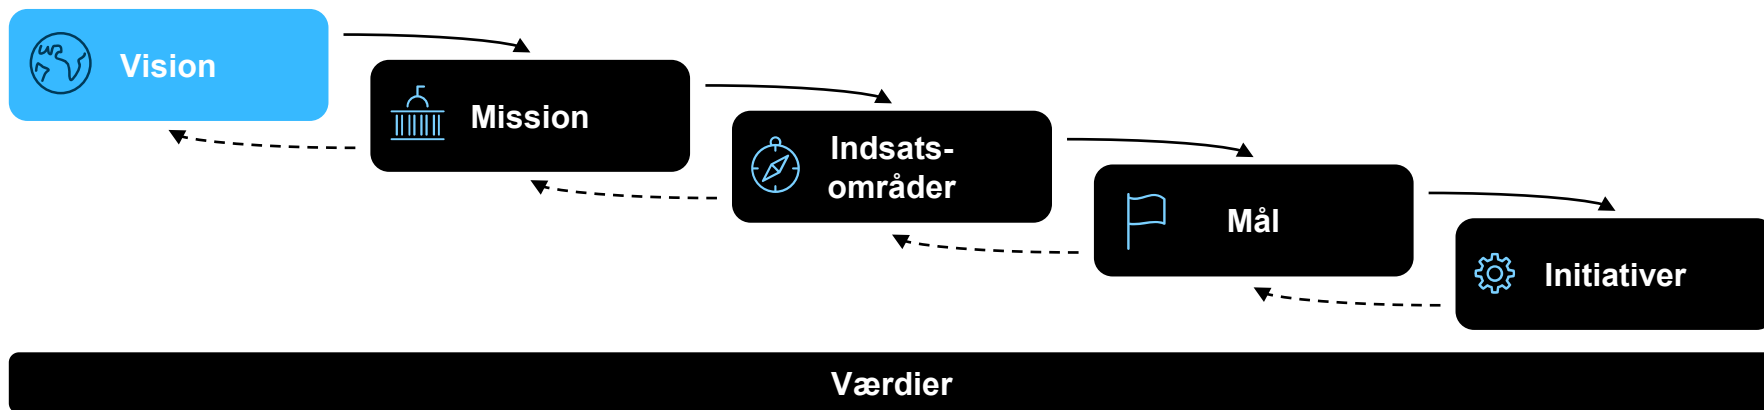 Vision
Mission
Indsats-
områder
Mål
Initiativer
Værdier